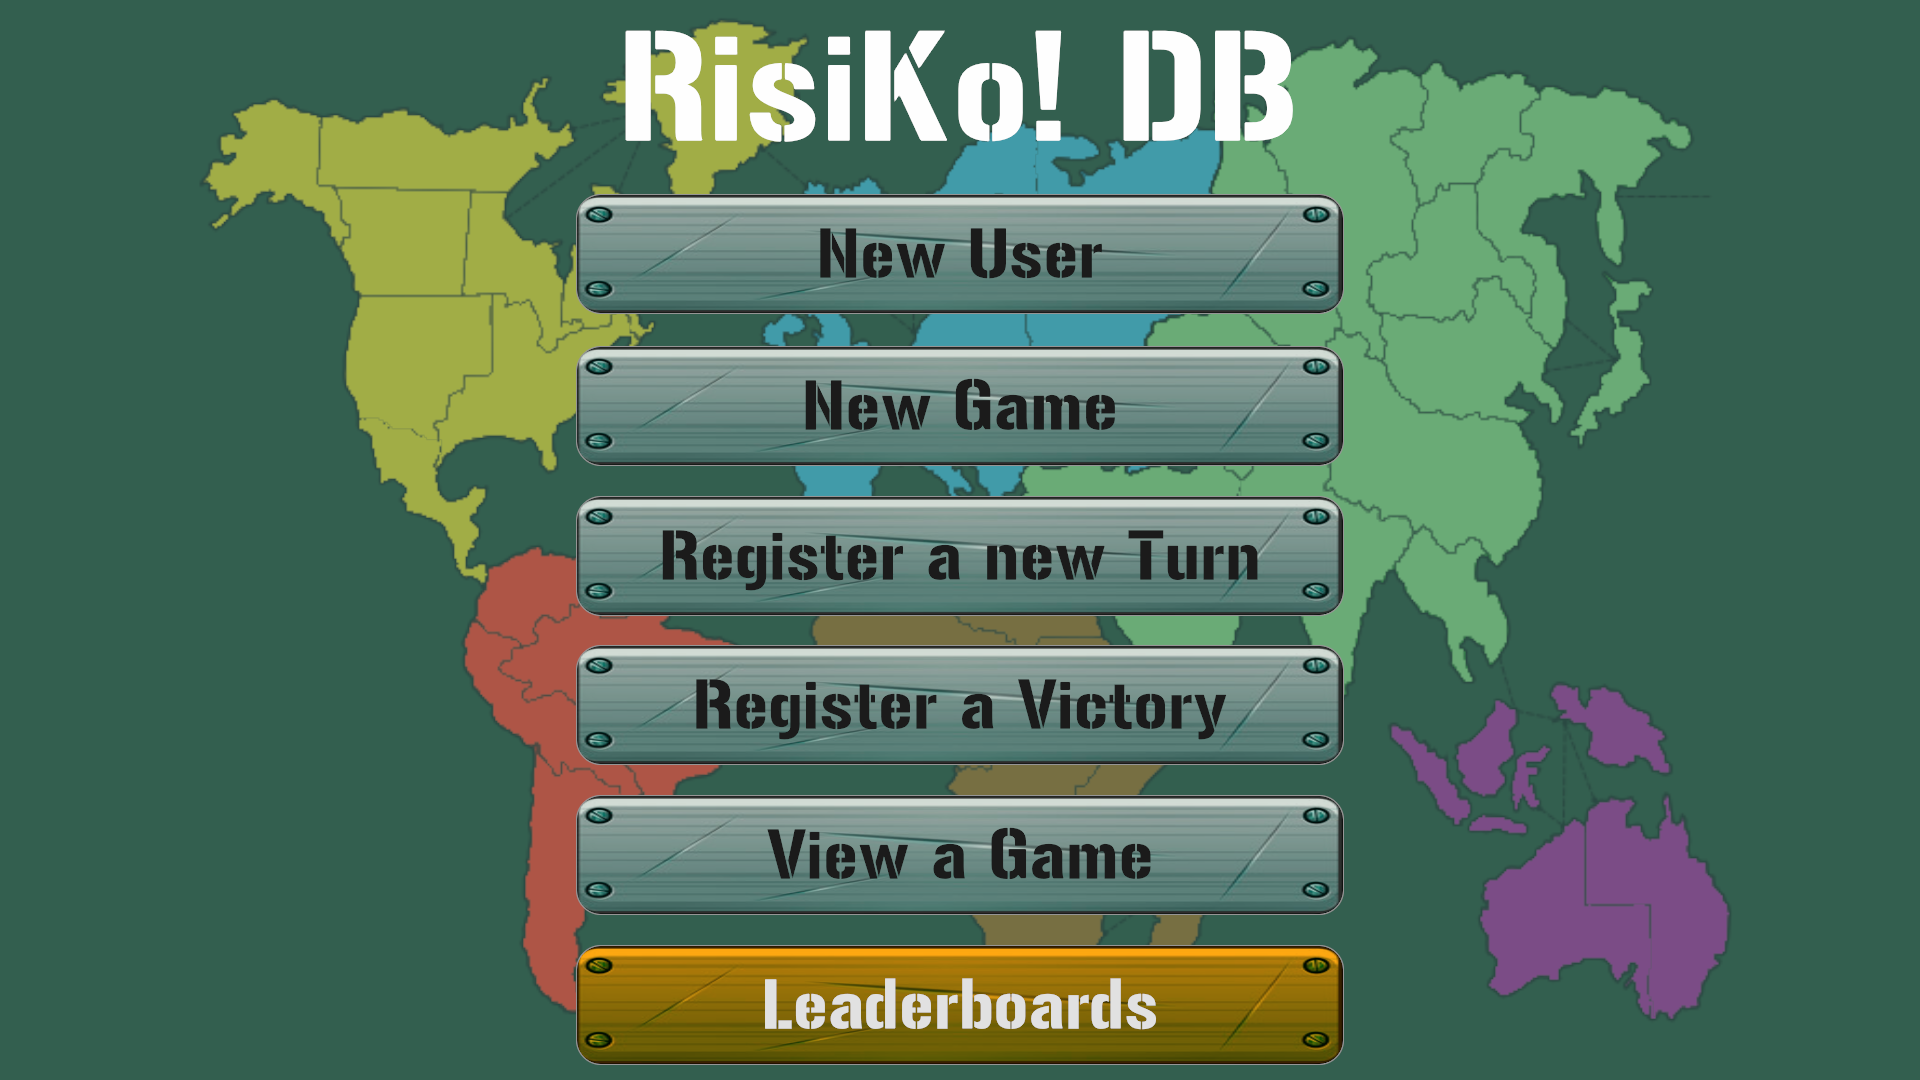 RisiKo! DB
New User
New Game
Register a new Turn
Register a Victory
View a Game
Leaderboards